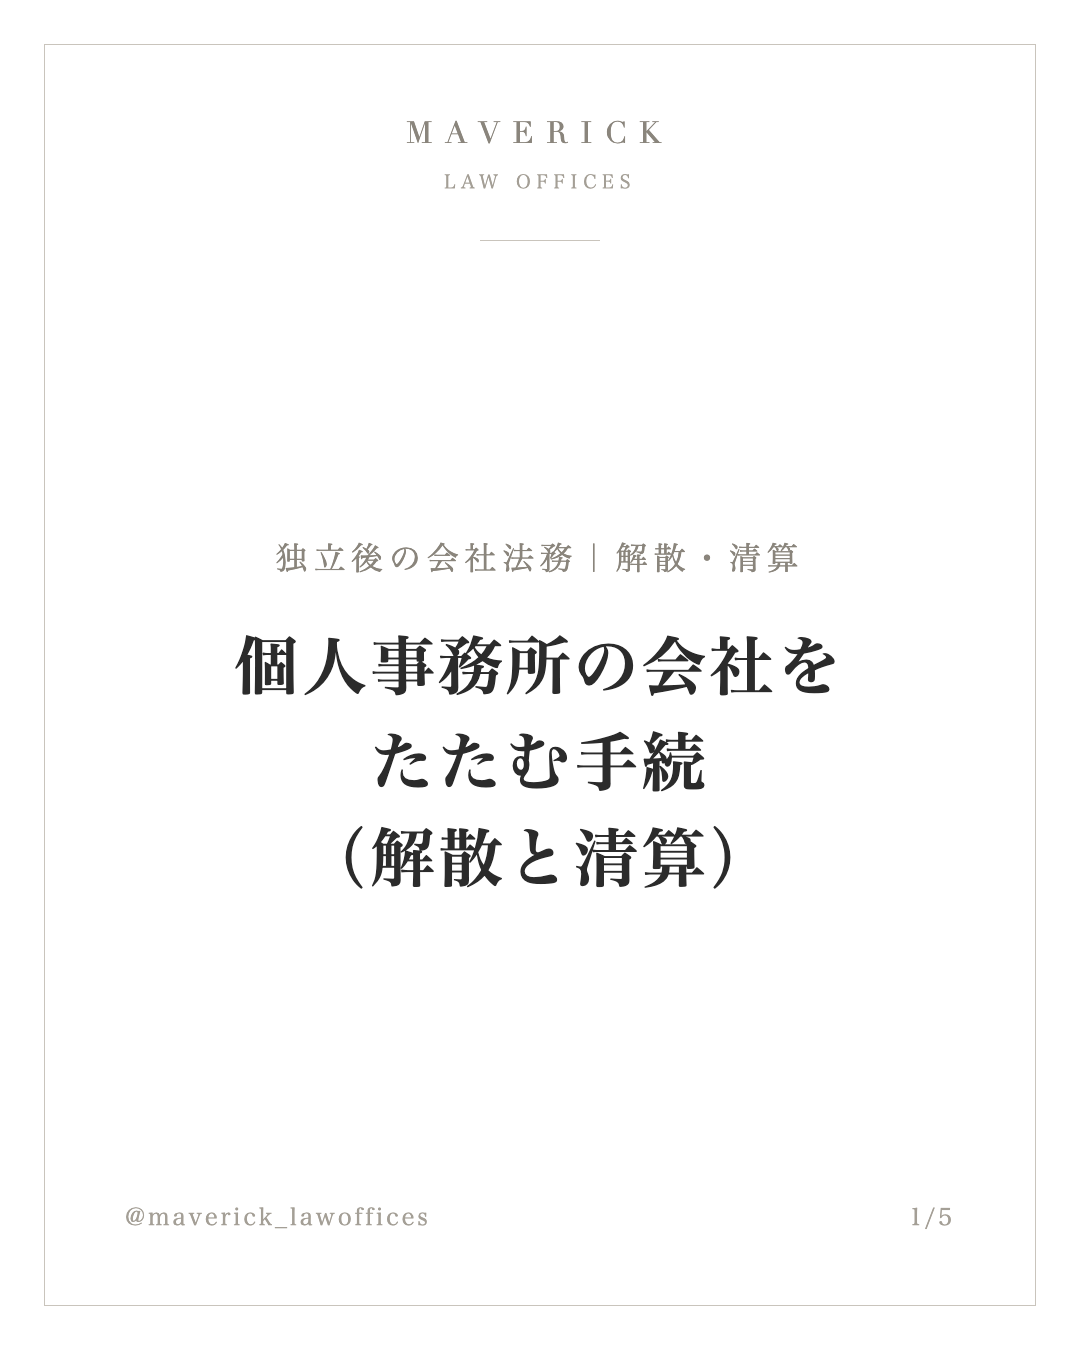 MAVERICK
LAW OFFICES
独立後の会社法務｜解散・清算
個人事務所の会社を
たたむ手続
（解散と清算）
@maverick_lawoffices
1/5